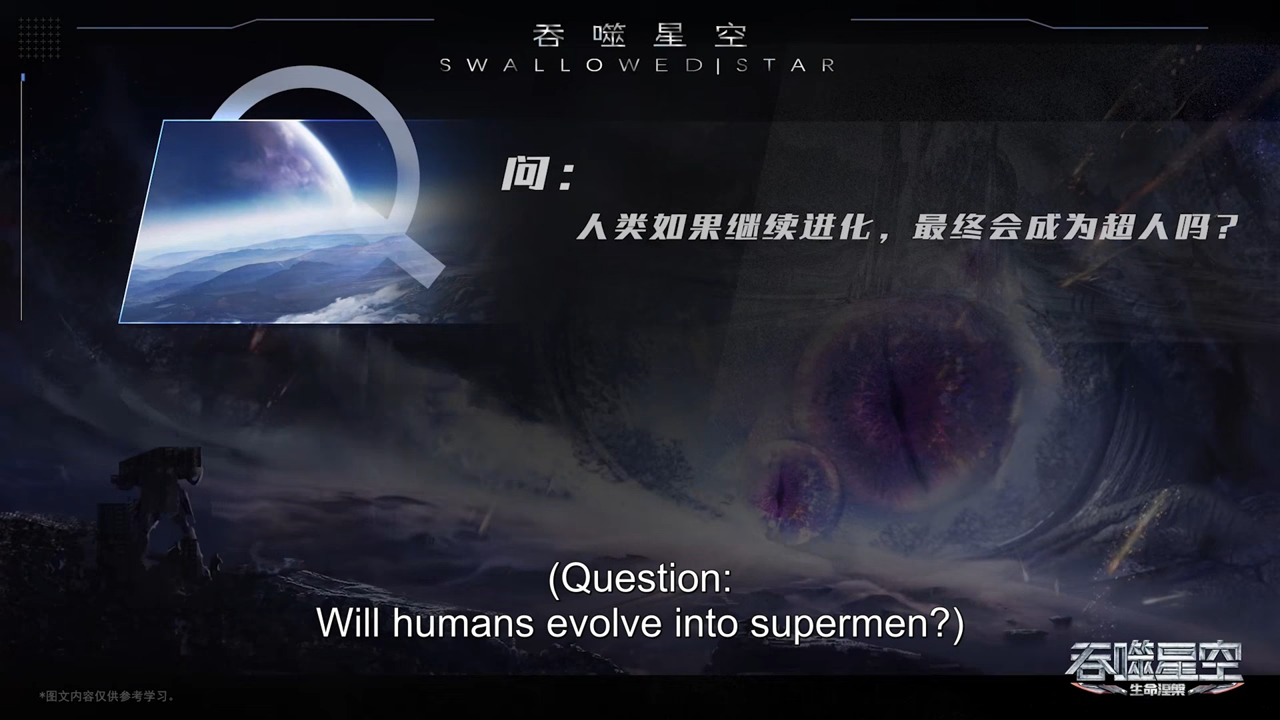 吞噬星空
SWALLOWED|STAR
问：
人类如果继续进化，最终会成为超人吗？
(Question:
Will humans evolve into supermen?)
吞噬星空
生命涅槃
*图文内容仅供参考学习。